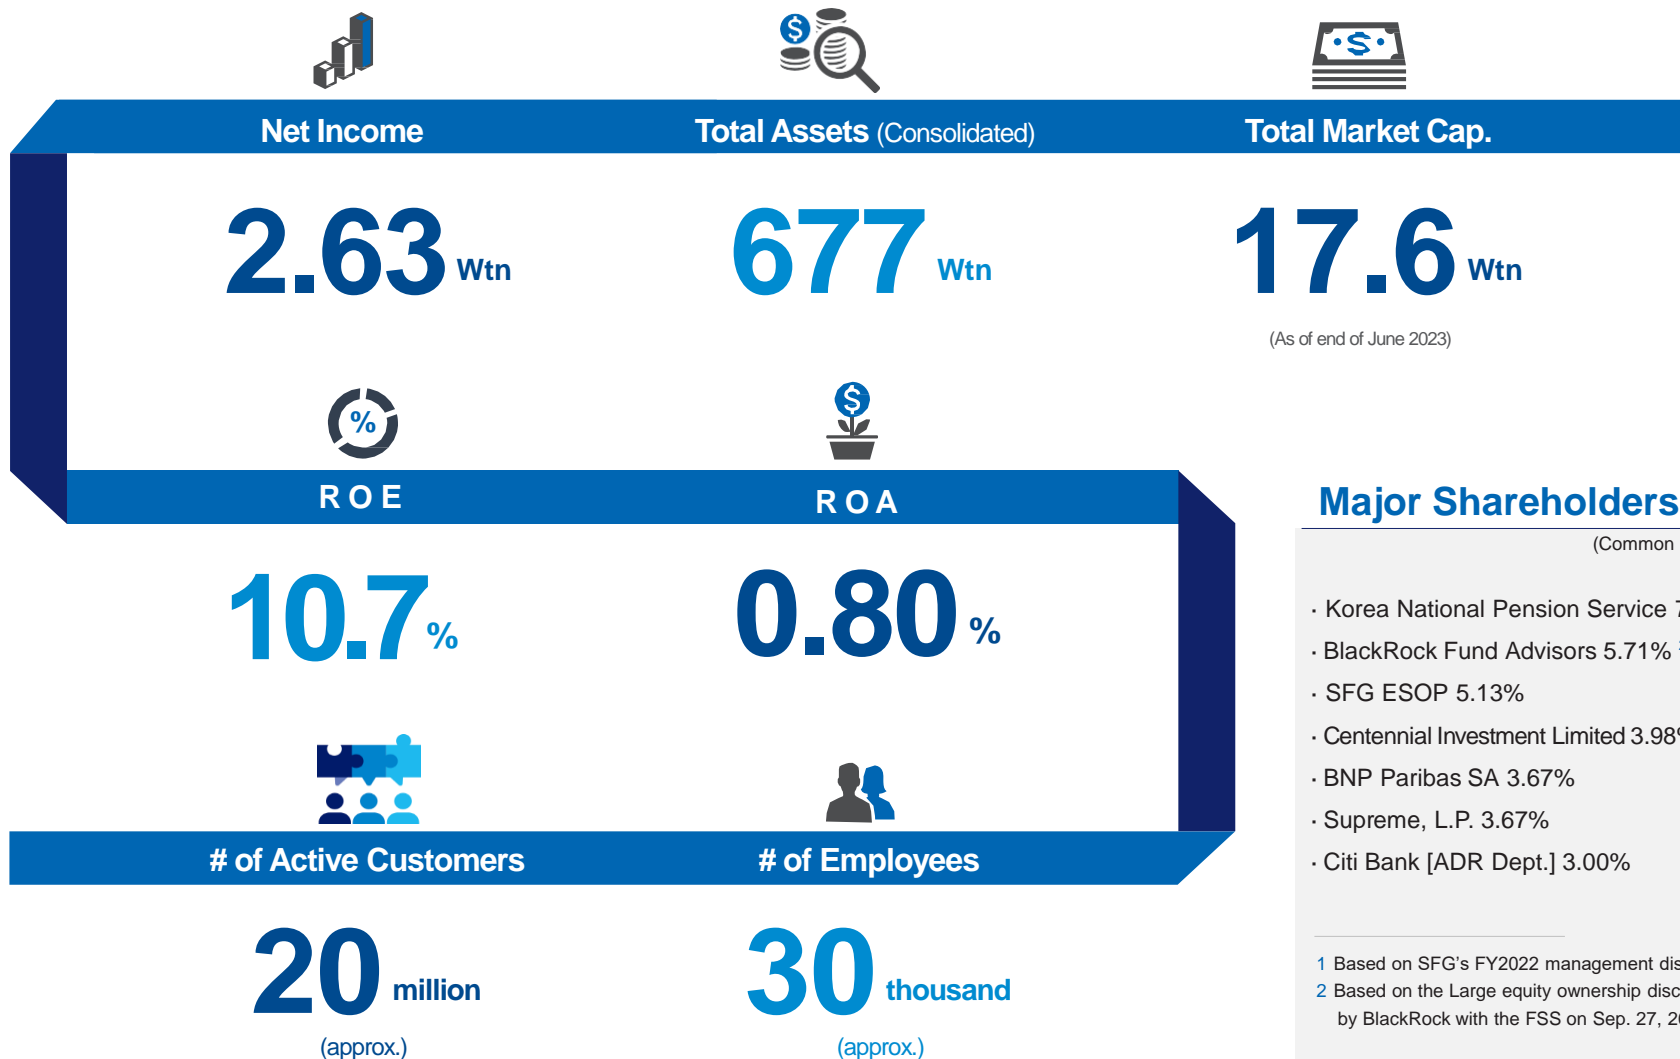 Net Income
Total Assets (Consolidated)
Total Market Cap.
2.63 Wtn
677 Wtn
17.6 Wtn
(As of end of June 2023)
%
R O E
R O A
10.7%
0.80 %
# of Active Customers
# of Employees
20 million
(approx.)
30 thousand
(approx.)
Major Shareholders
(Common
· Korea National Pension Service
· BlackRock Fund Advisors 5.71%
· SFG ESOP 5.13%
· Centennial Investment Limited 3.98%
· BNP Paribas SA 3.67%
· Supreme, L.P. 3.67%
· Citi Bank [ADR Dept.] 3.00%
1 Based on SFG's FY2022 management
2 Based on the Large equity ownership
by BlackRock with the FSS on Sep. 27,